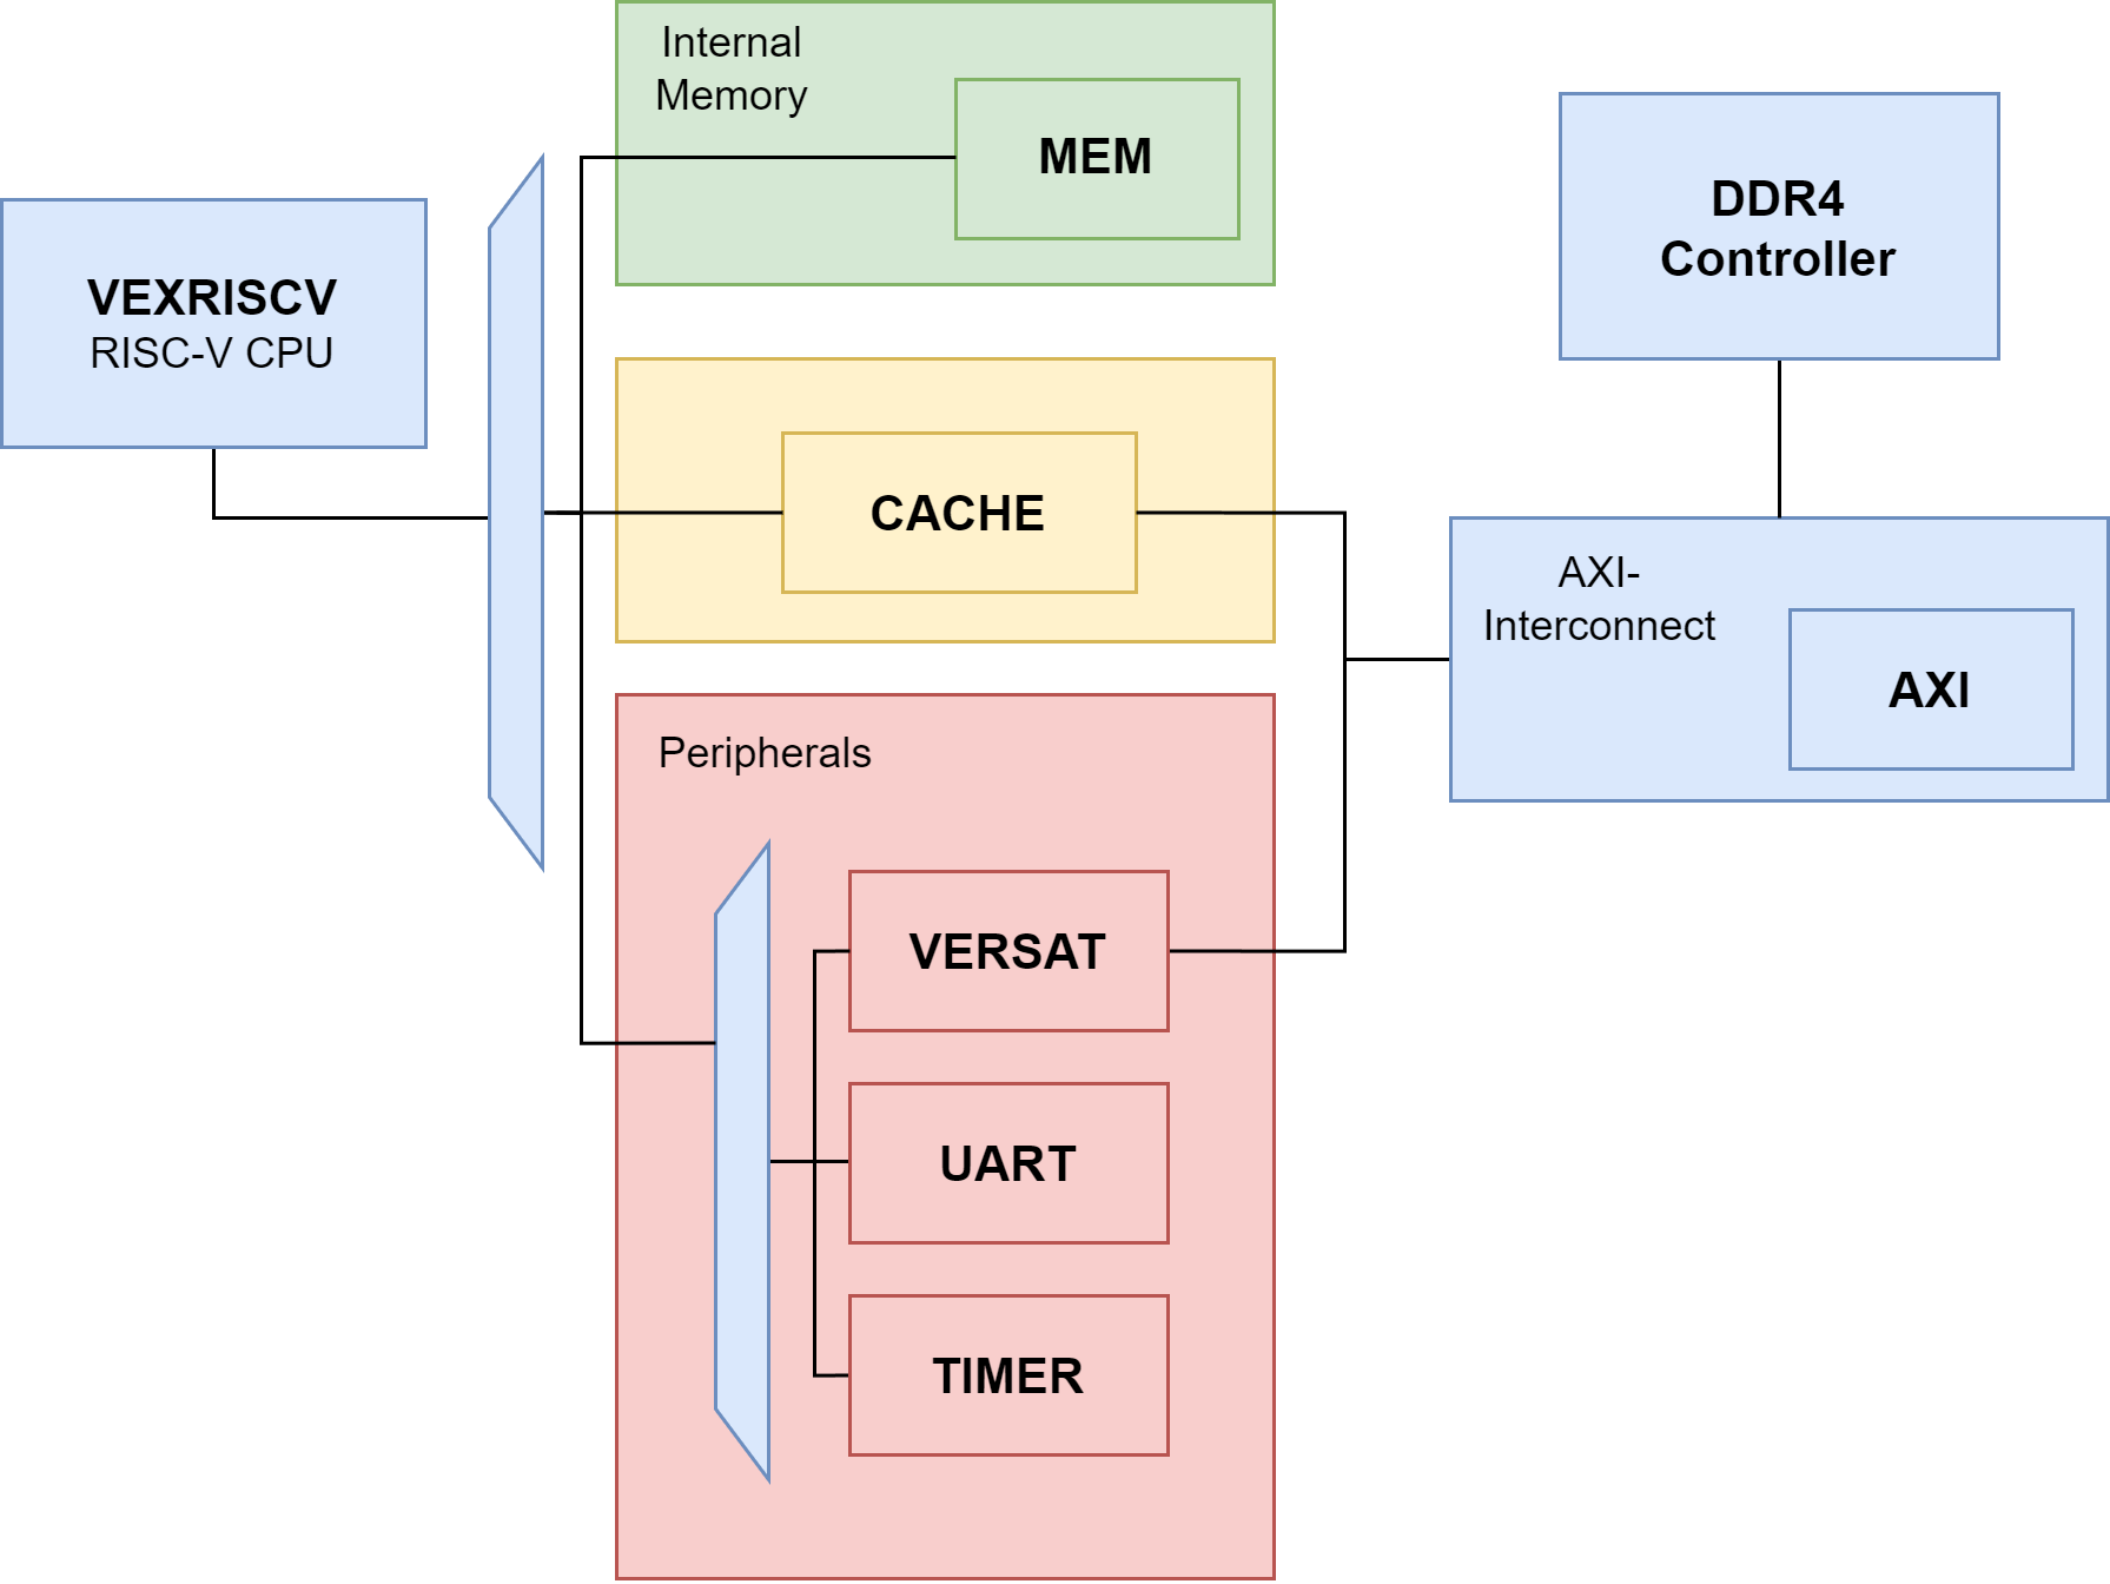 Internal
Memory
MEM
VEXRISCV
RISC-V CPU
DDR4
Controller
CACHE
AXI-
Interconnect
AXI
Peripherals
VERSAT
UART
TIMER